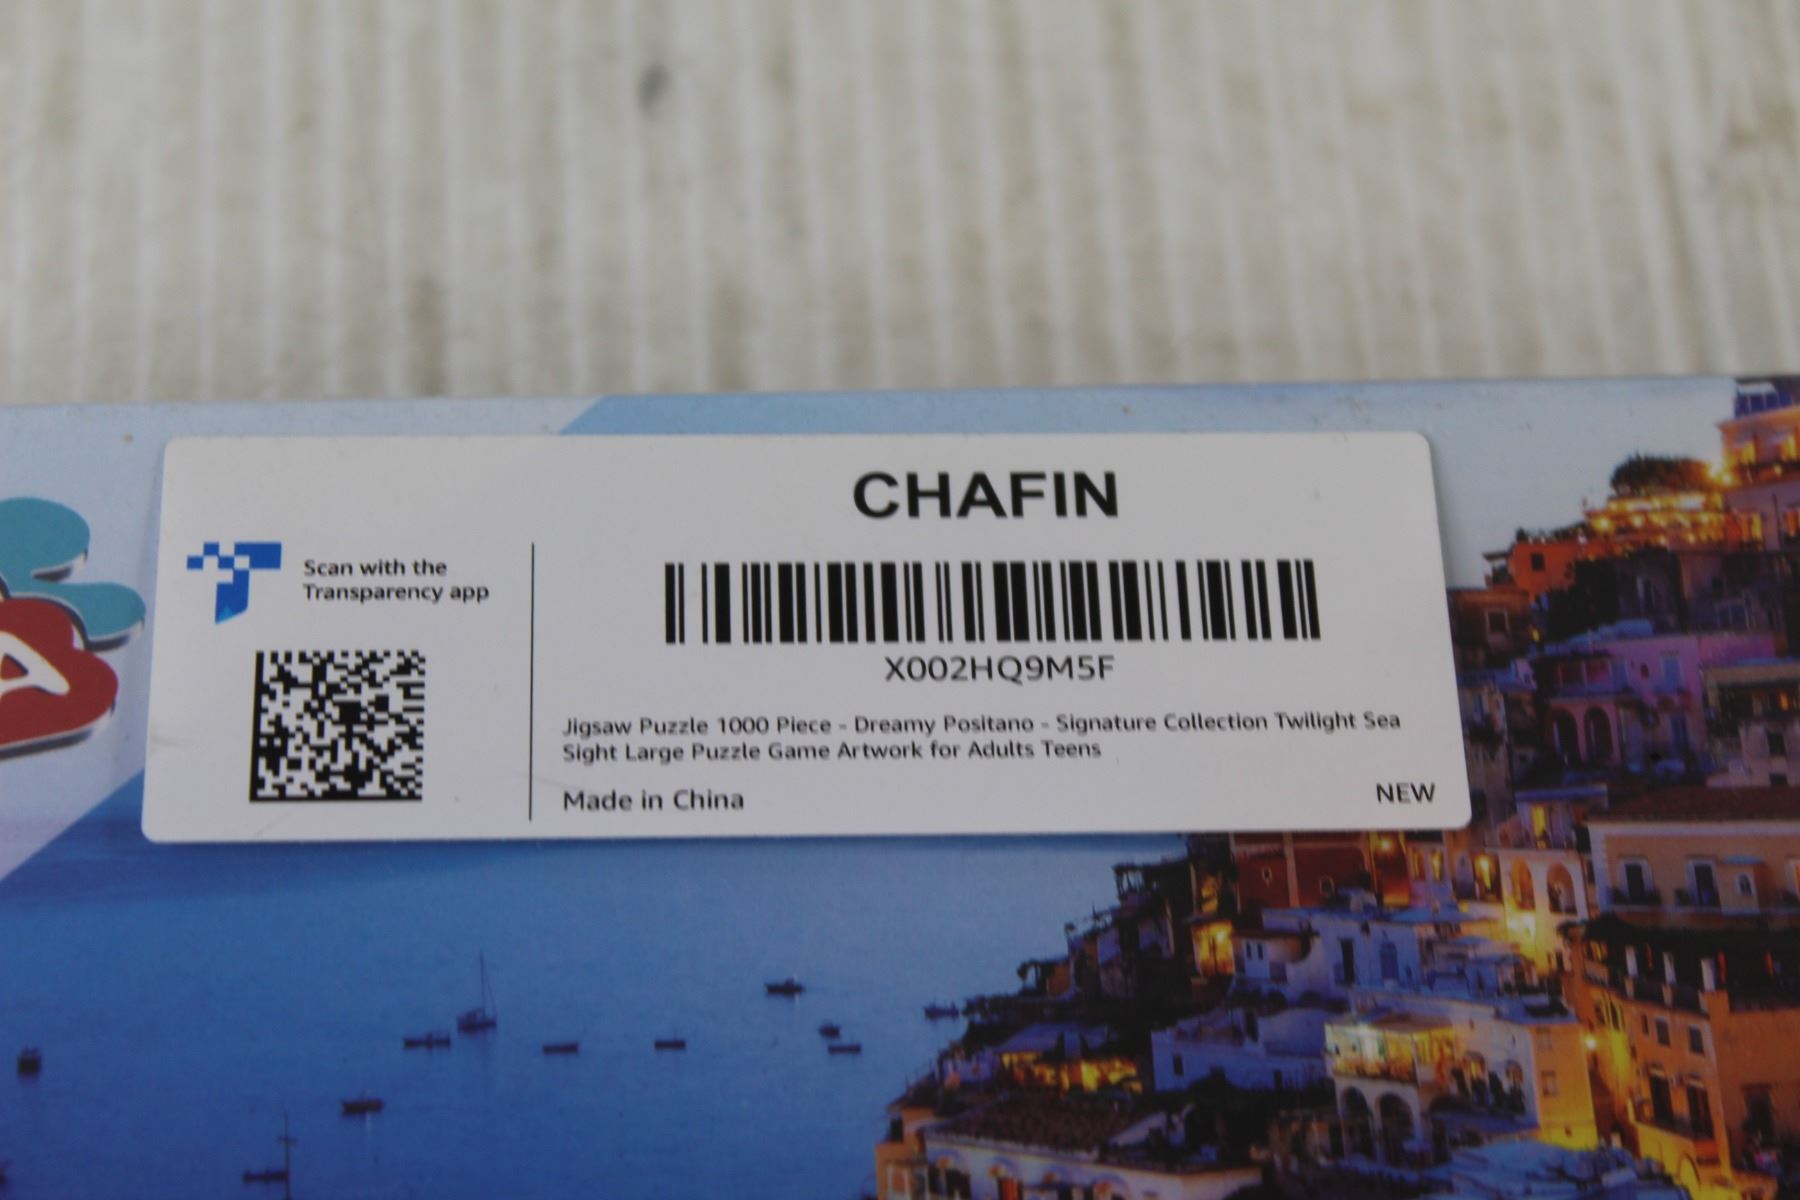 CHAFIN
Scan with the
Transparency app
X002HQ9M5F
Jigsaw Puzzle 1000 Piece - Dreamy Positano - Signature Collection Twilight Sea
Sight Large Puzzle Game Artwork for Adults Teens
Made in China
NEW
A